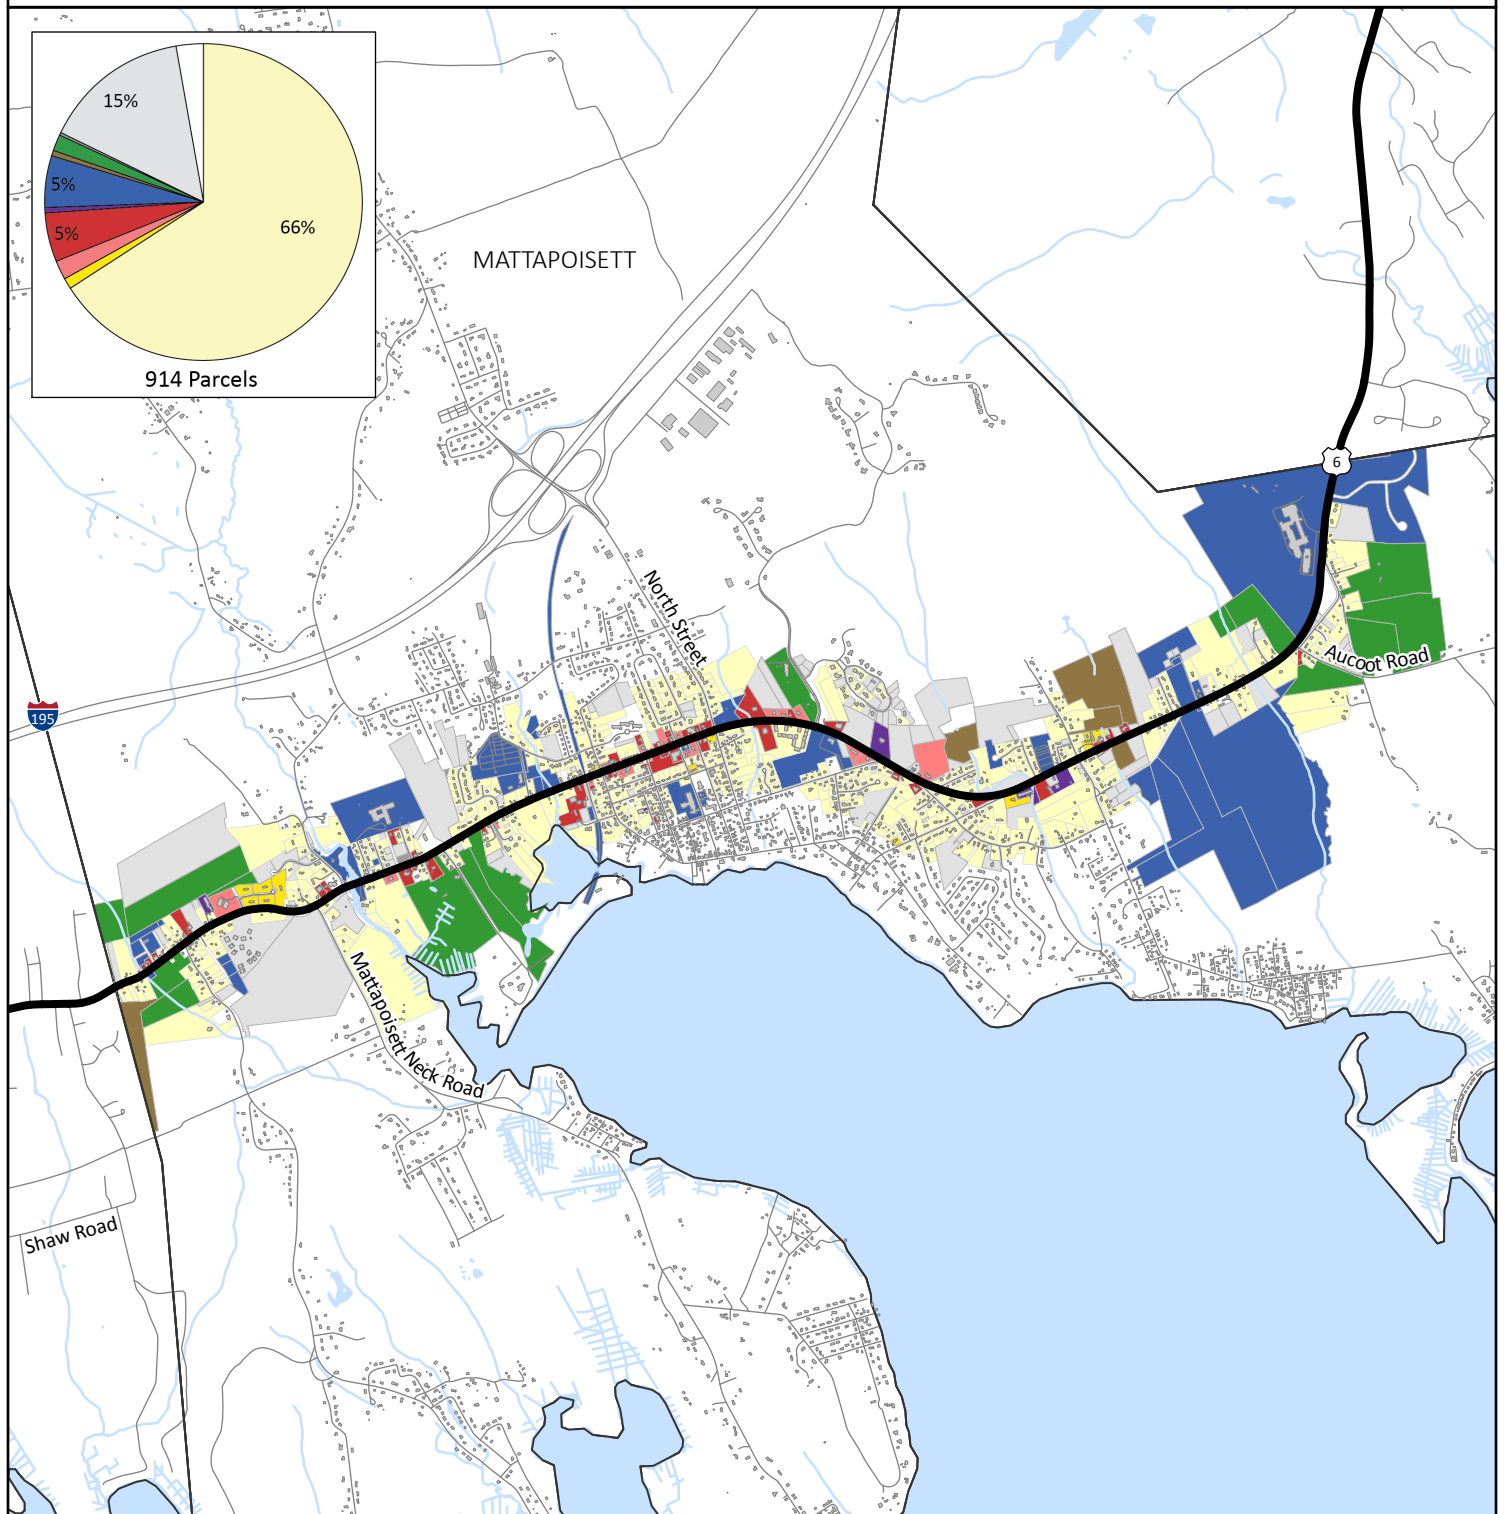 15%
5%
5%
66%
914 Parcels
MATTAPOISETT
6
North Street
Aucoot Road
195
Mattapoisett Neck Road
Shaw Road